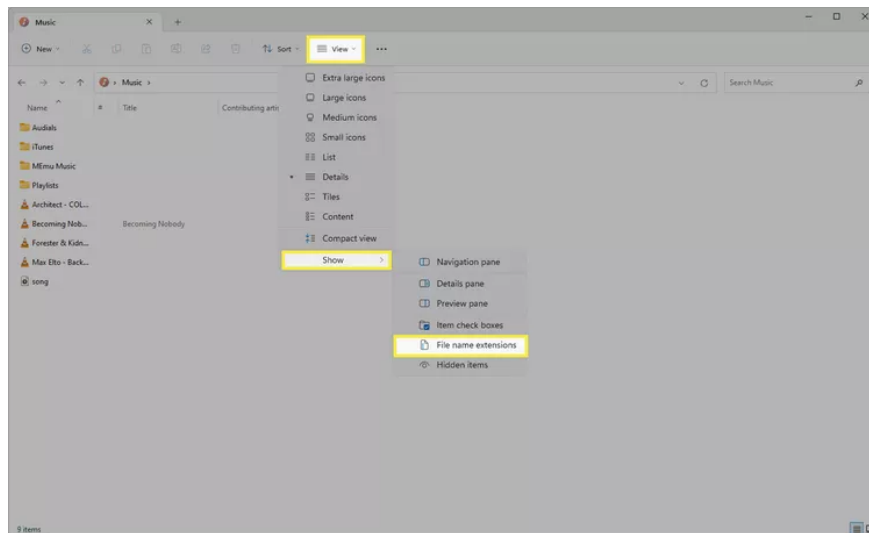 Music
New
Sort
View
Music
Search Music
Name
#
Title
Contributing arti
Extra large icons
Large icons
Medium icons
Small icons
List
Details
Tiles
Content
Compact view
Show
Navigation pane
Details pane
Preview pane
Item check boxes
File name extensions
Hidden items
Audials
iTunes
MEmu Music
Playlists
Architect - COL...
Becoming Nob...
Becoming Nobody
Forester & Kidn...
Max Elto - Back...
song
9 items